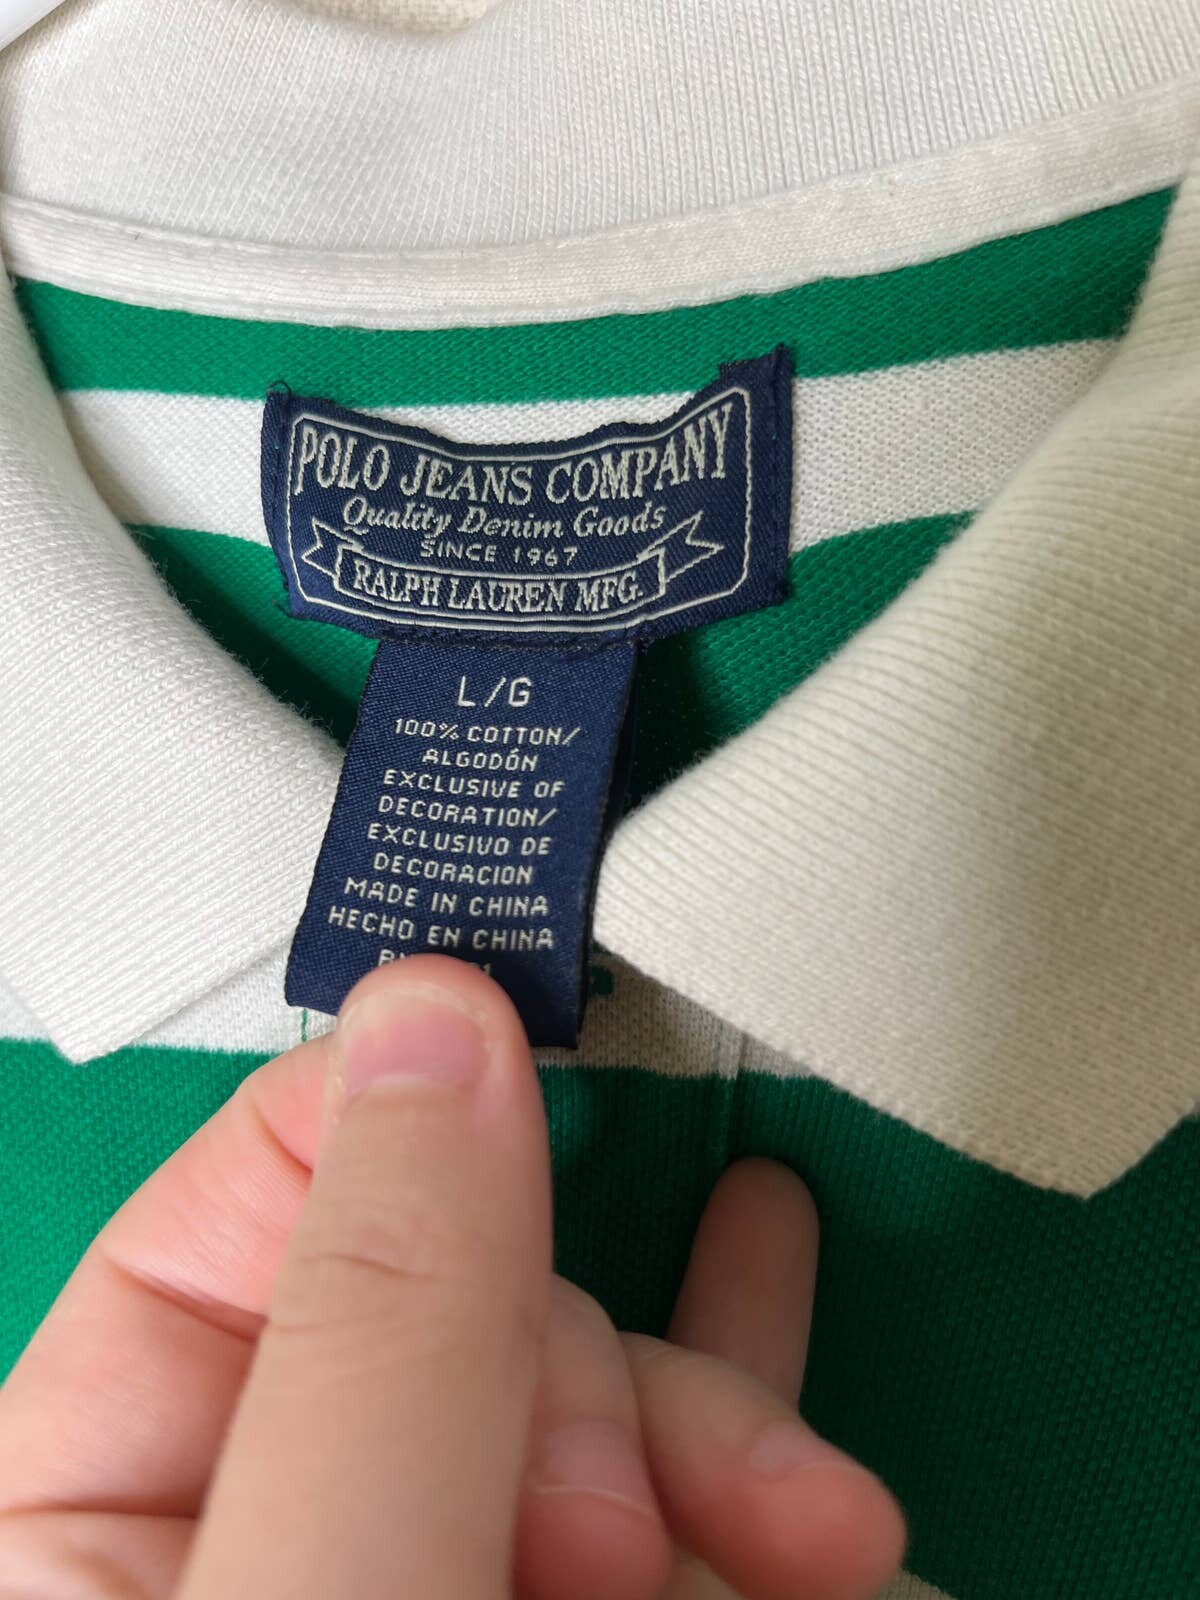 POLO JEANS COMPANY
Quality Denim Goods
SINCE 1967
RALPH LAUREN MFG.
L/G
100% COTTON/
ALGODÓN
EXCLUSIVE OF
DECORATION/
EXCLUSIVO DE
DECORACION
MADE IN CHINA
HECHO EN CHINA